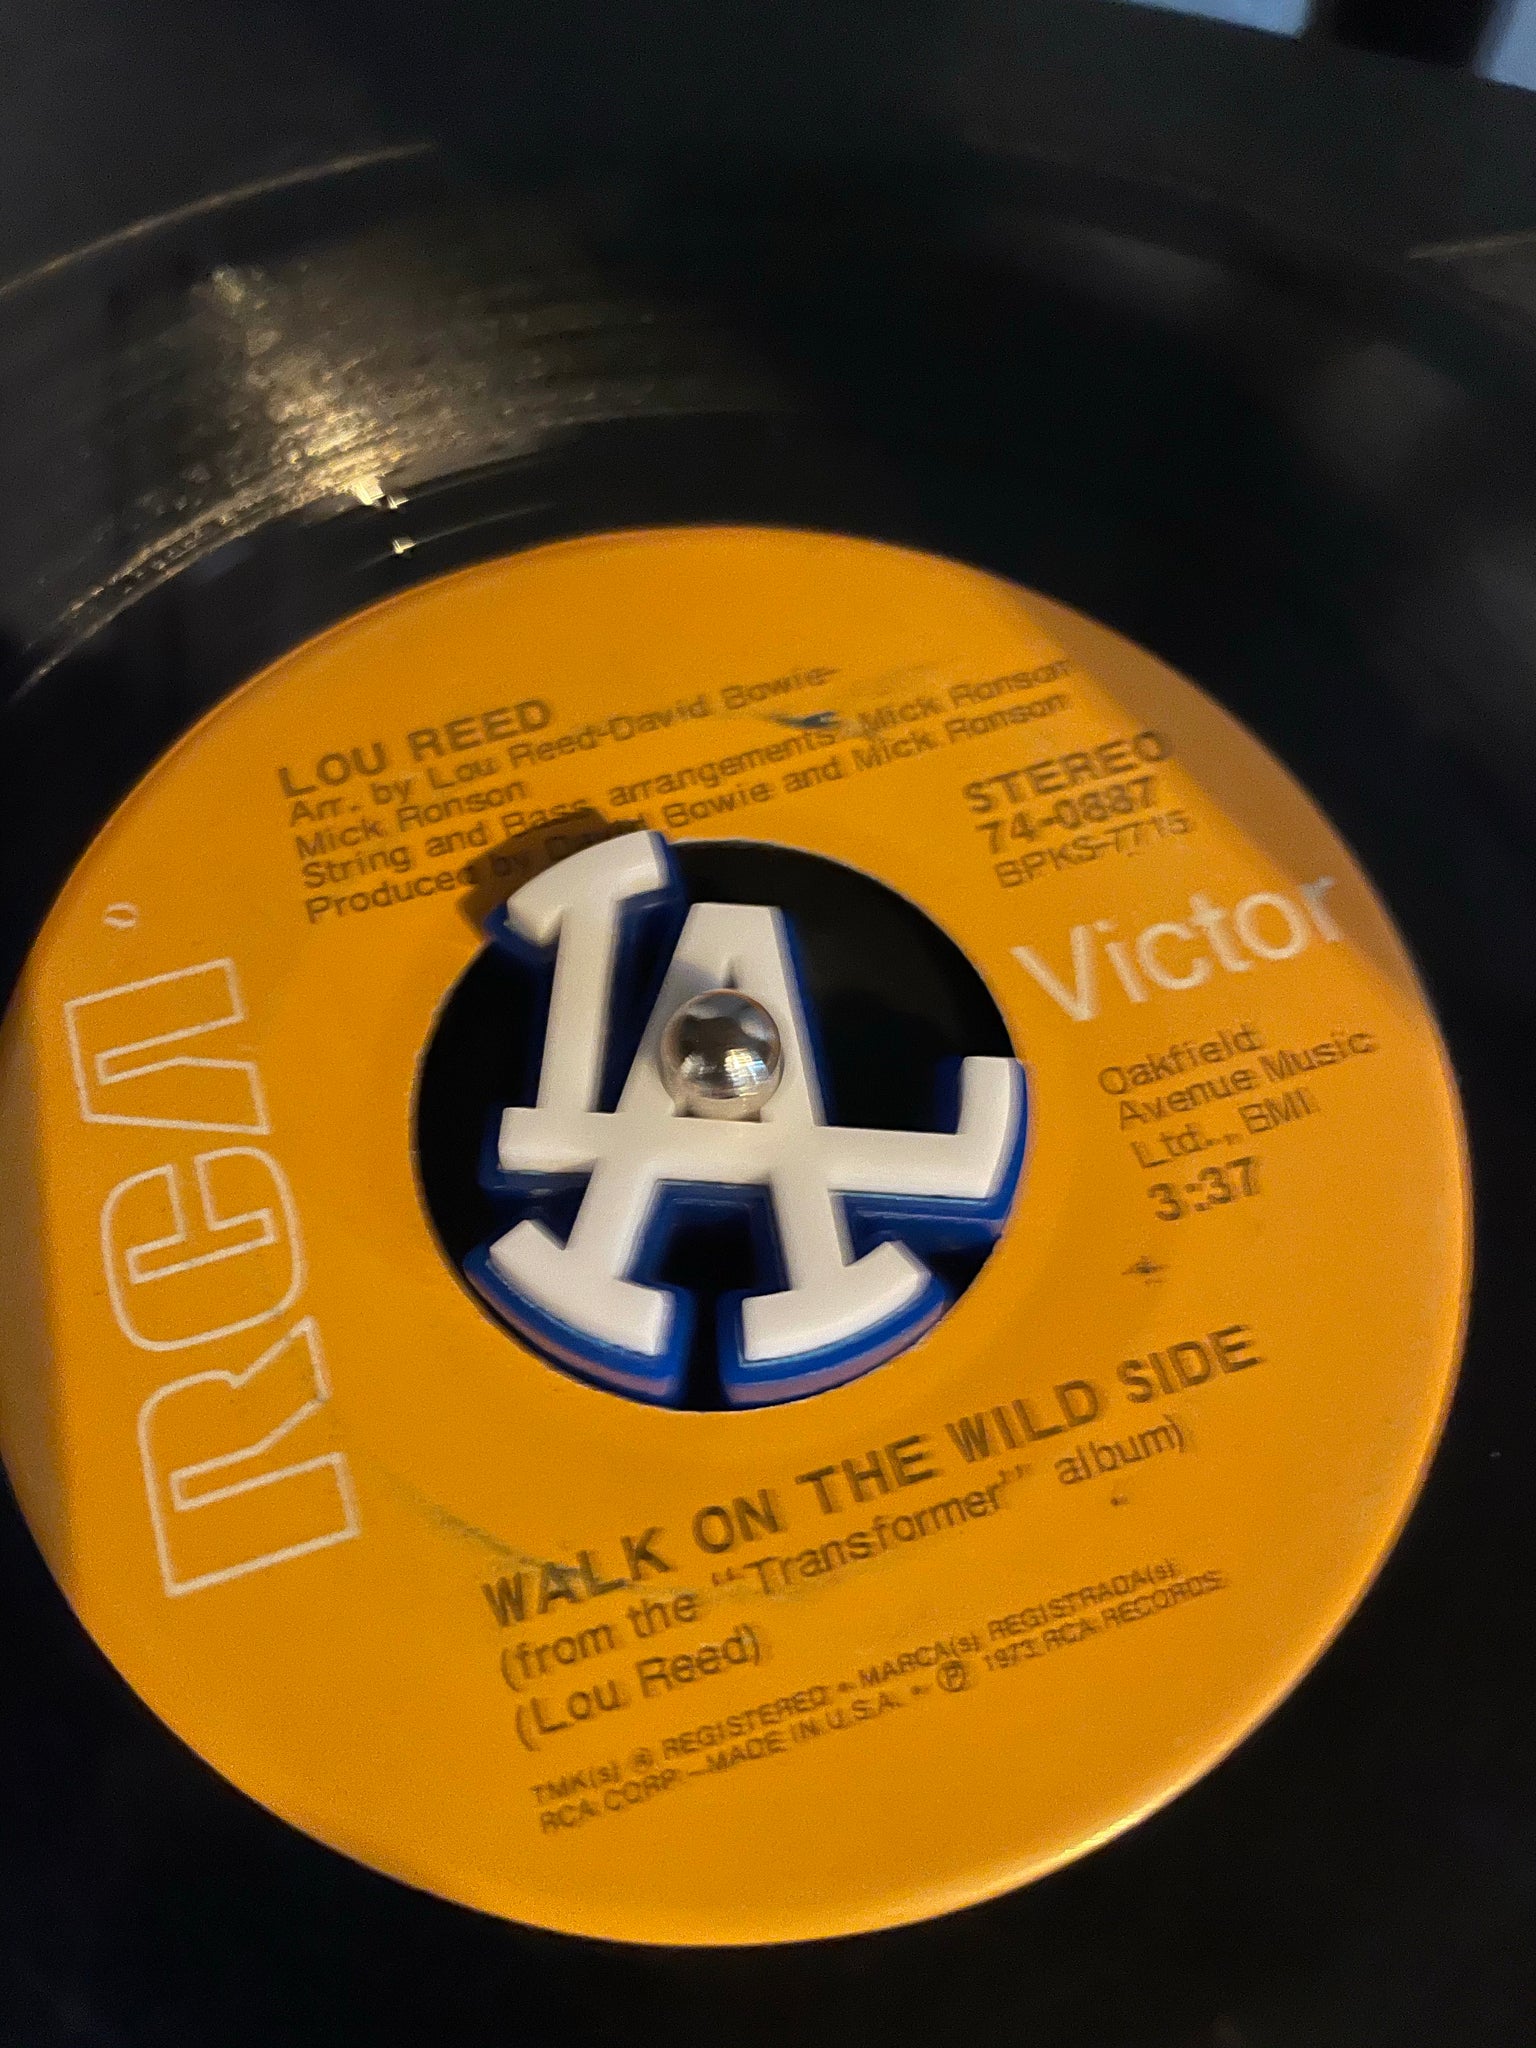 LOU REED
Arr. by Lou Reed-David Bowie-
Mick Ronson
String and Bass arrangements Mick Ronson
Produced by David Bowie and Mick Ronson
STEREO
74-0887
BPKS-7715
RCA
Victor
LA
Oakfield
Avenue Music
Ltd., BMI
3:37
WALK ON THE WILD SIDE
(from the "Transformer" album)
(Lou Reed)
TMK(s) ® REGISTERED • MARCA(s) REGISTRADA(s)
RCA CORP.—MADE IN U.S.A. • ℗ 1973 RCA RECORDS